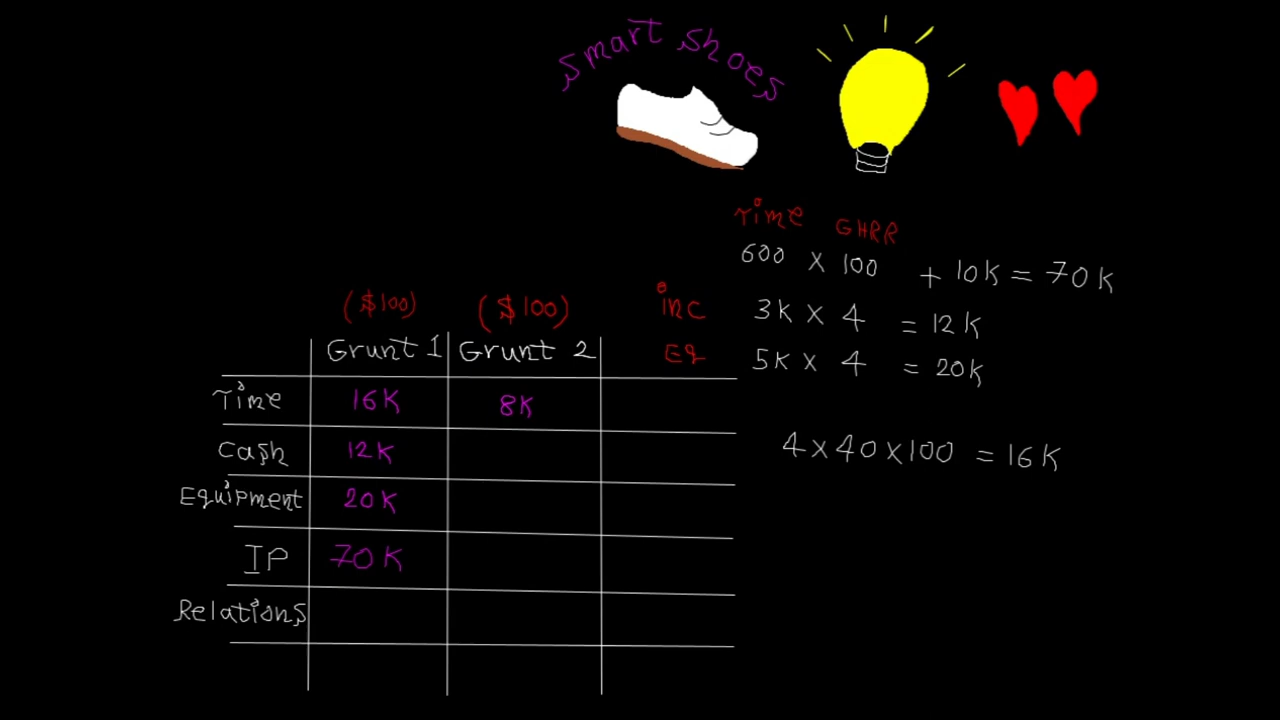 smart shoes
Time GHRR
600 X 100 + 10K = 70K
($100) ($100) inc 3K X 4 = 12K
Grunt 1 Grunt 2 Eq 5K X 4 = 20K
Time 16K 8K
Cash 12K 4X40X100 = 16K
Equipment 20K
IP 70K
Relations